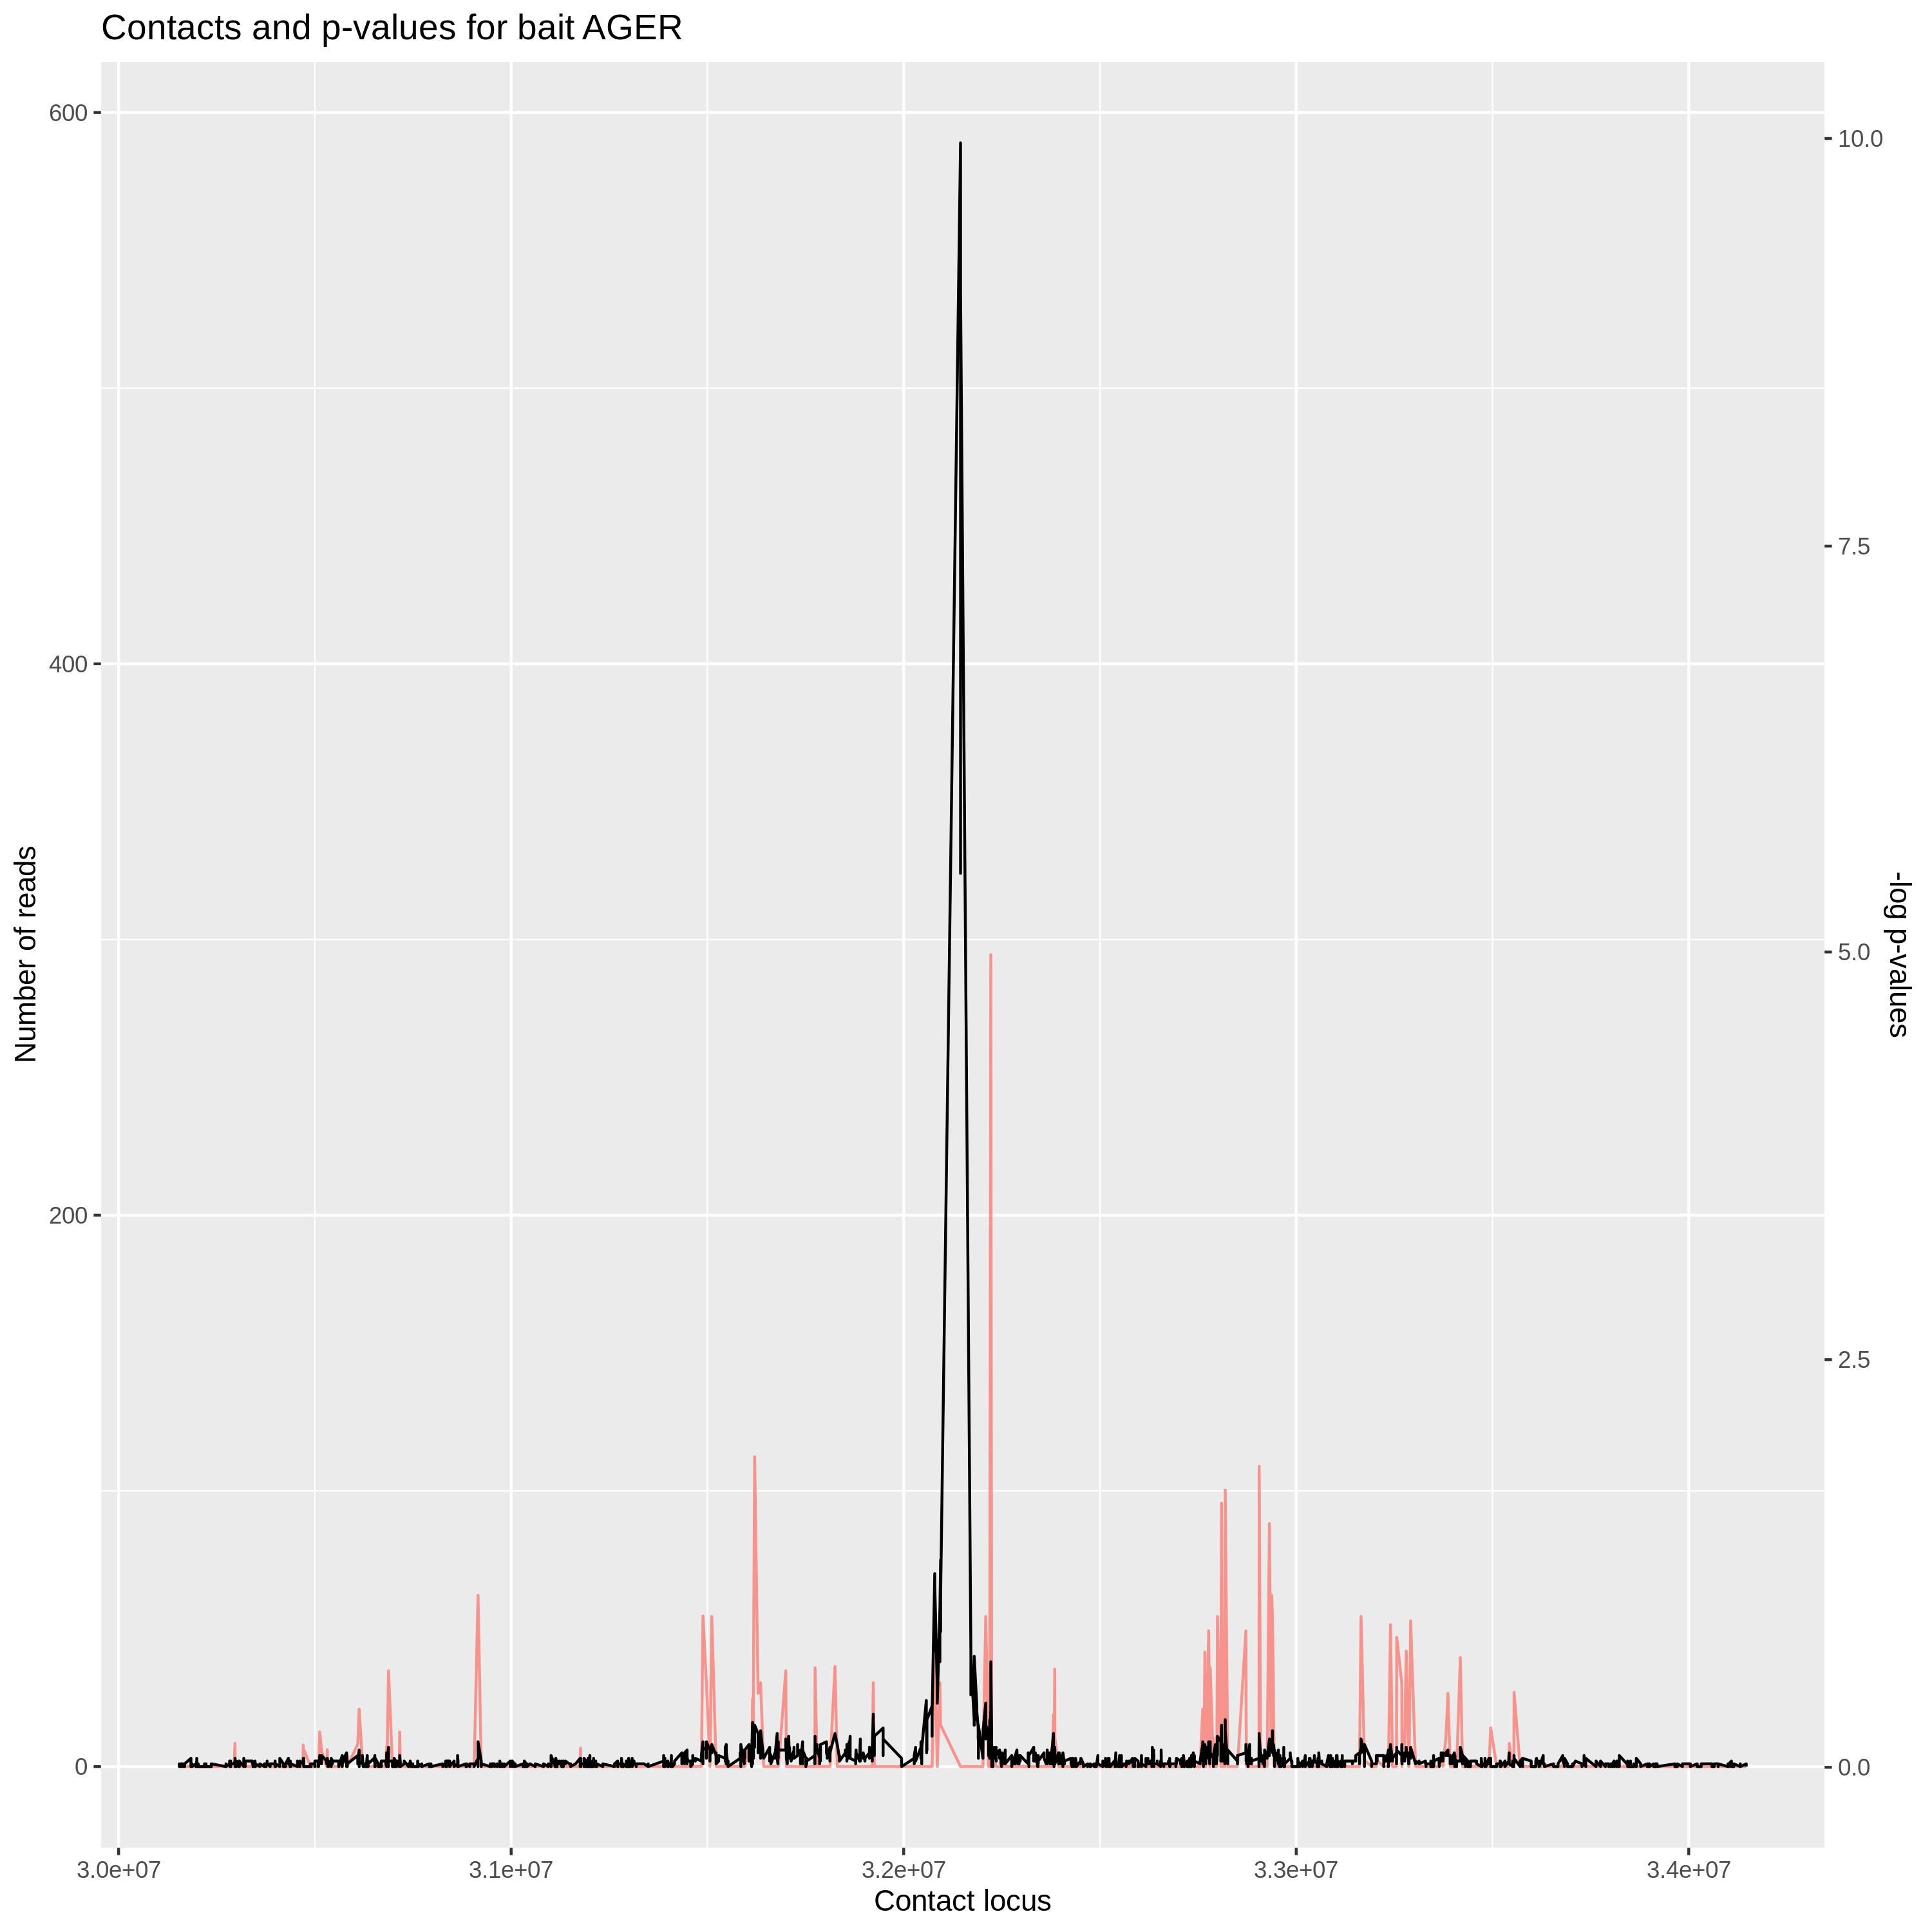 Contacts and p-values for bait AGER
600
400
200
0
10.0
7.5
5.0
2.5
0.0
Number of reads
-log p-values
3.0e+07
3.1e+07
3.2e+07
3.3e+07
3.4e+07
Contact locus